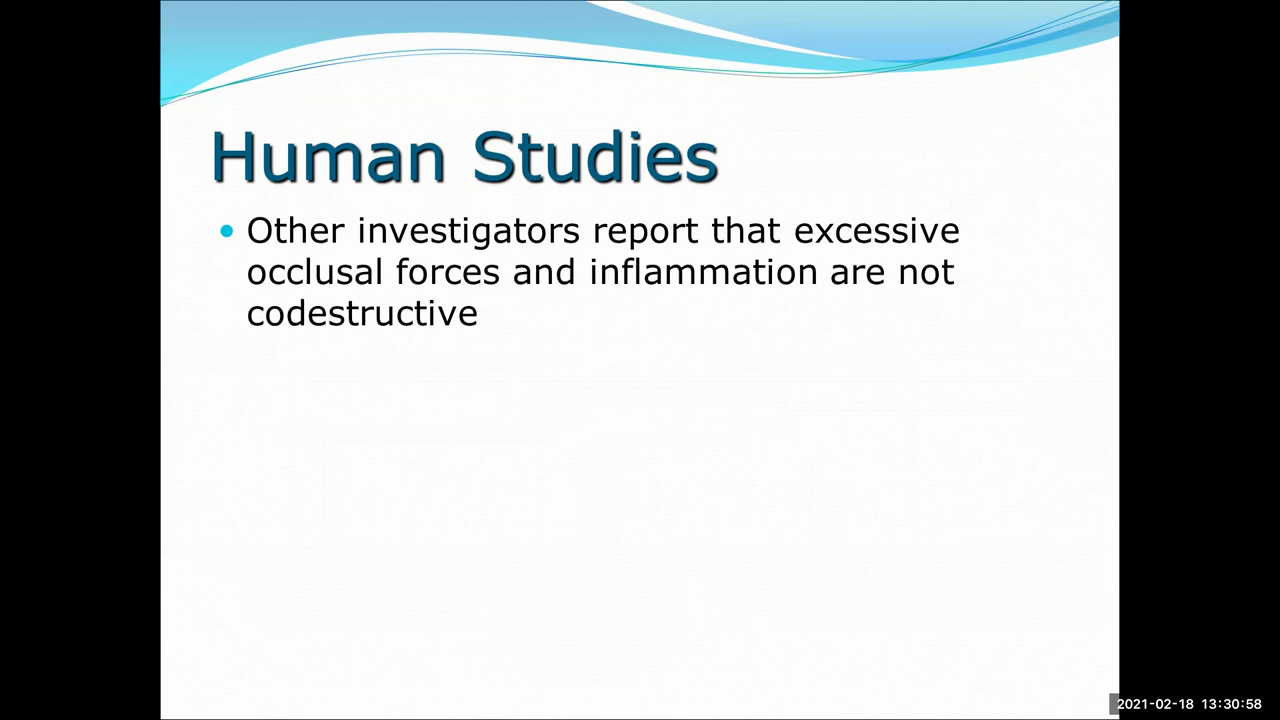 Human Studies
• Other investigators report that excessive
occlusal forces and inflammation are not
codestructive
2021-02-18 13:30:58